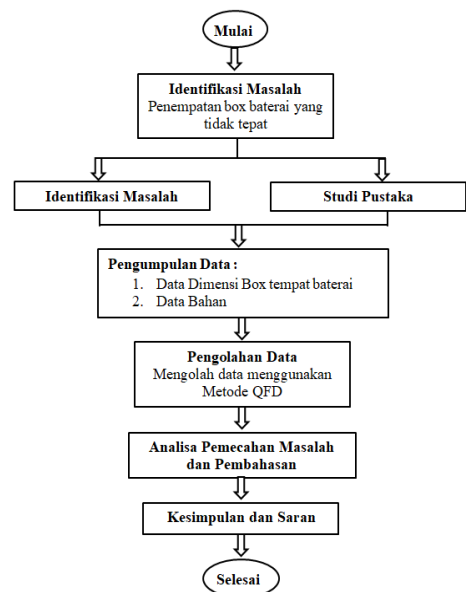 Mulai
Identifikasi Masalah
Penempatan box baterai yang
tidak tepat
Identifikasi Masalah
Studi Pustaka
Pengumpulan Data :
1. Data Dimensi Box tempat baterai
2. Data Bahan
Pengolahan Data
Mengolah data menggunakan
Metode QFD
Analisa Pemecahan Masalah
dan Pembahasan
Kesimpulan dan Saran
Selesai